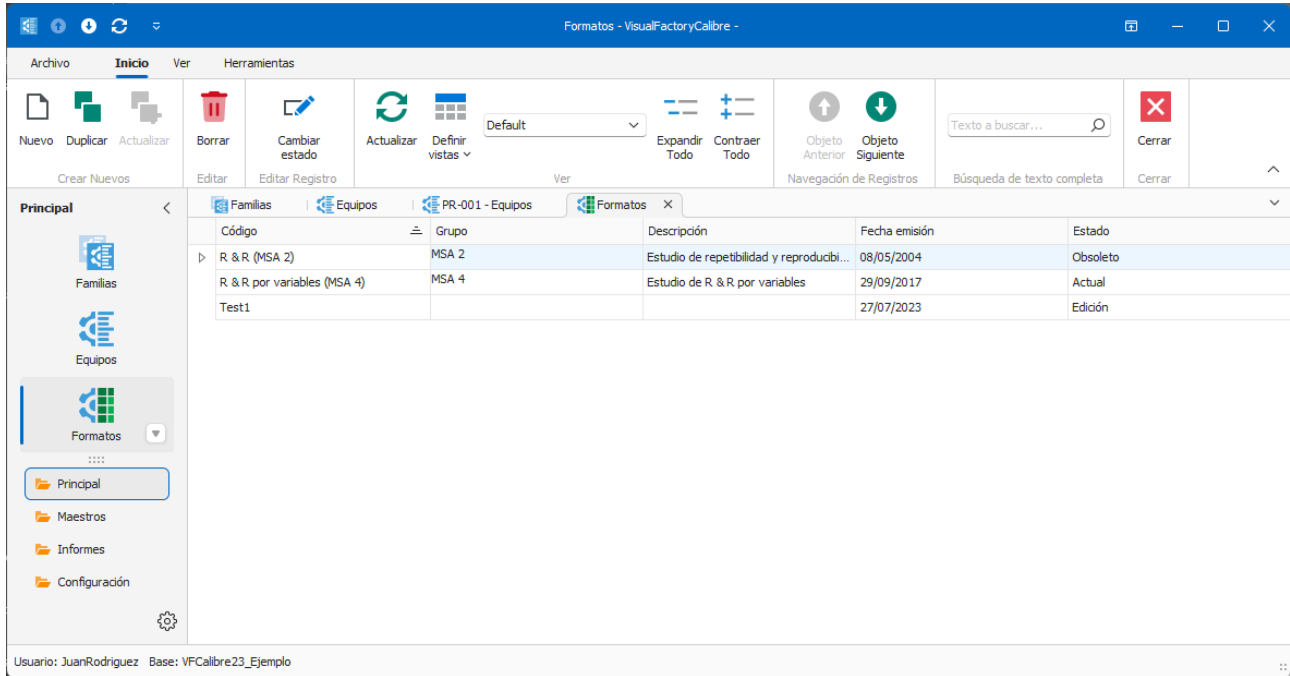 Formatos - VisualFactoryCalibre -
Archivo Inicio Ver Herramientas
Nuevo Duplicar Actualizar Borrar Cambiar estado Actualizar Definir vistas Default Expandir Todo Contraer Todo Objeto Anterior Objeto Siguiente Texto a buscar... Cerrar
Crear Nuevos Editar Editar Registro Ver Navegación de Registros Búsqueda de texto completa Cerrar
Principal
Familias Equipos PR-001 - Equipos Formatos
Código Grupo Descripción Fecha emisión Estado
R & R (MSA 2) MSA 2 Estudio de repetibilidad y reproducibi... 08/05/2004 Obsoleto
R & R por variables (MSA 4) MSA 4 Estudio de R & R por variables 29/09/2017 Actual
Test1 27/07/2023 Edición
Familias
Equipos
Formatos
Principal
Maestros
Informes
Configuración
Usuario: JuanRodriguez Base: VFCalibre23_Ejemplo